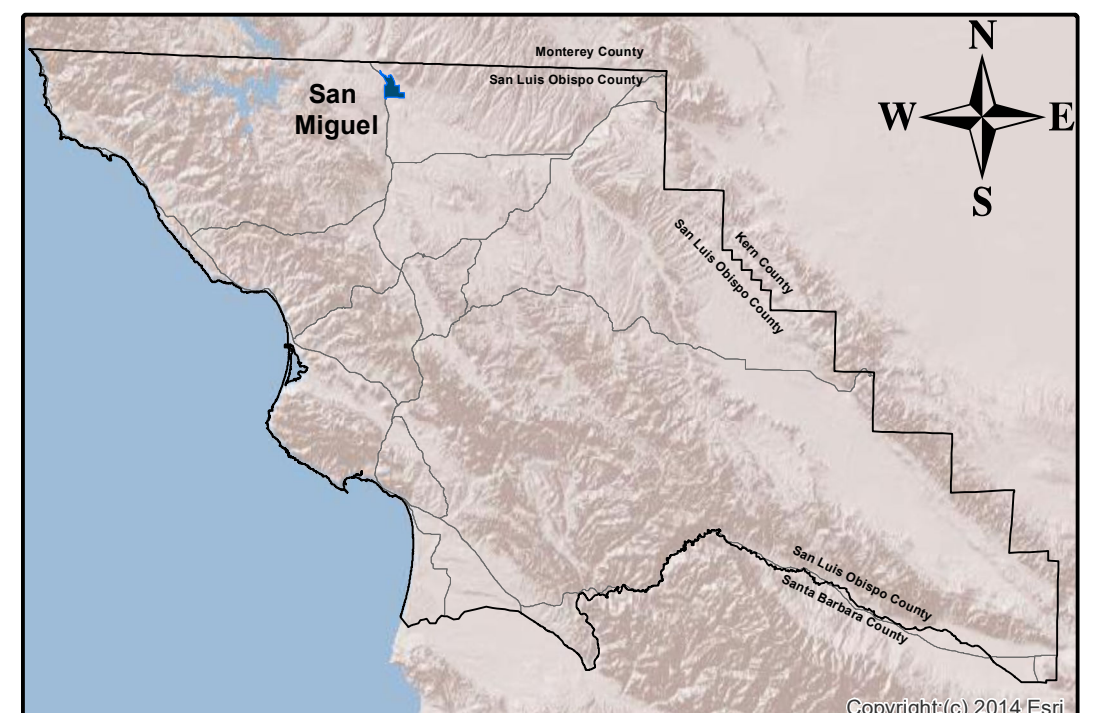 N
Monterey County
San Luis Obispo County
San
Miguel
W
E
S
Kern County
San Luis Obispo County
San Luis Obispo County
Santa Barbara County
Copyright:(c) 2014 Esri